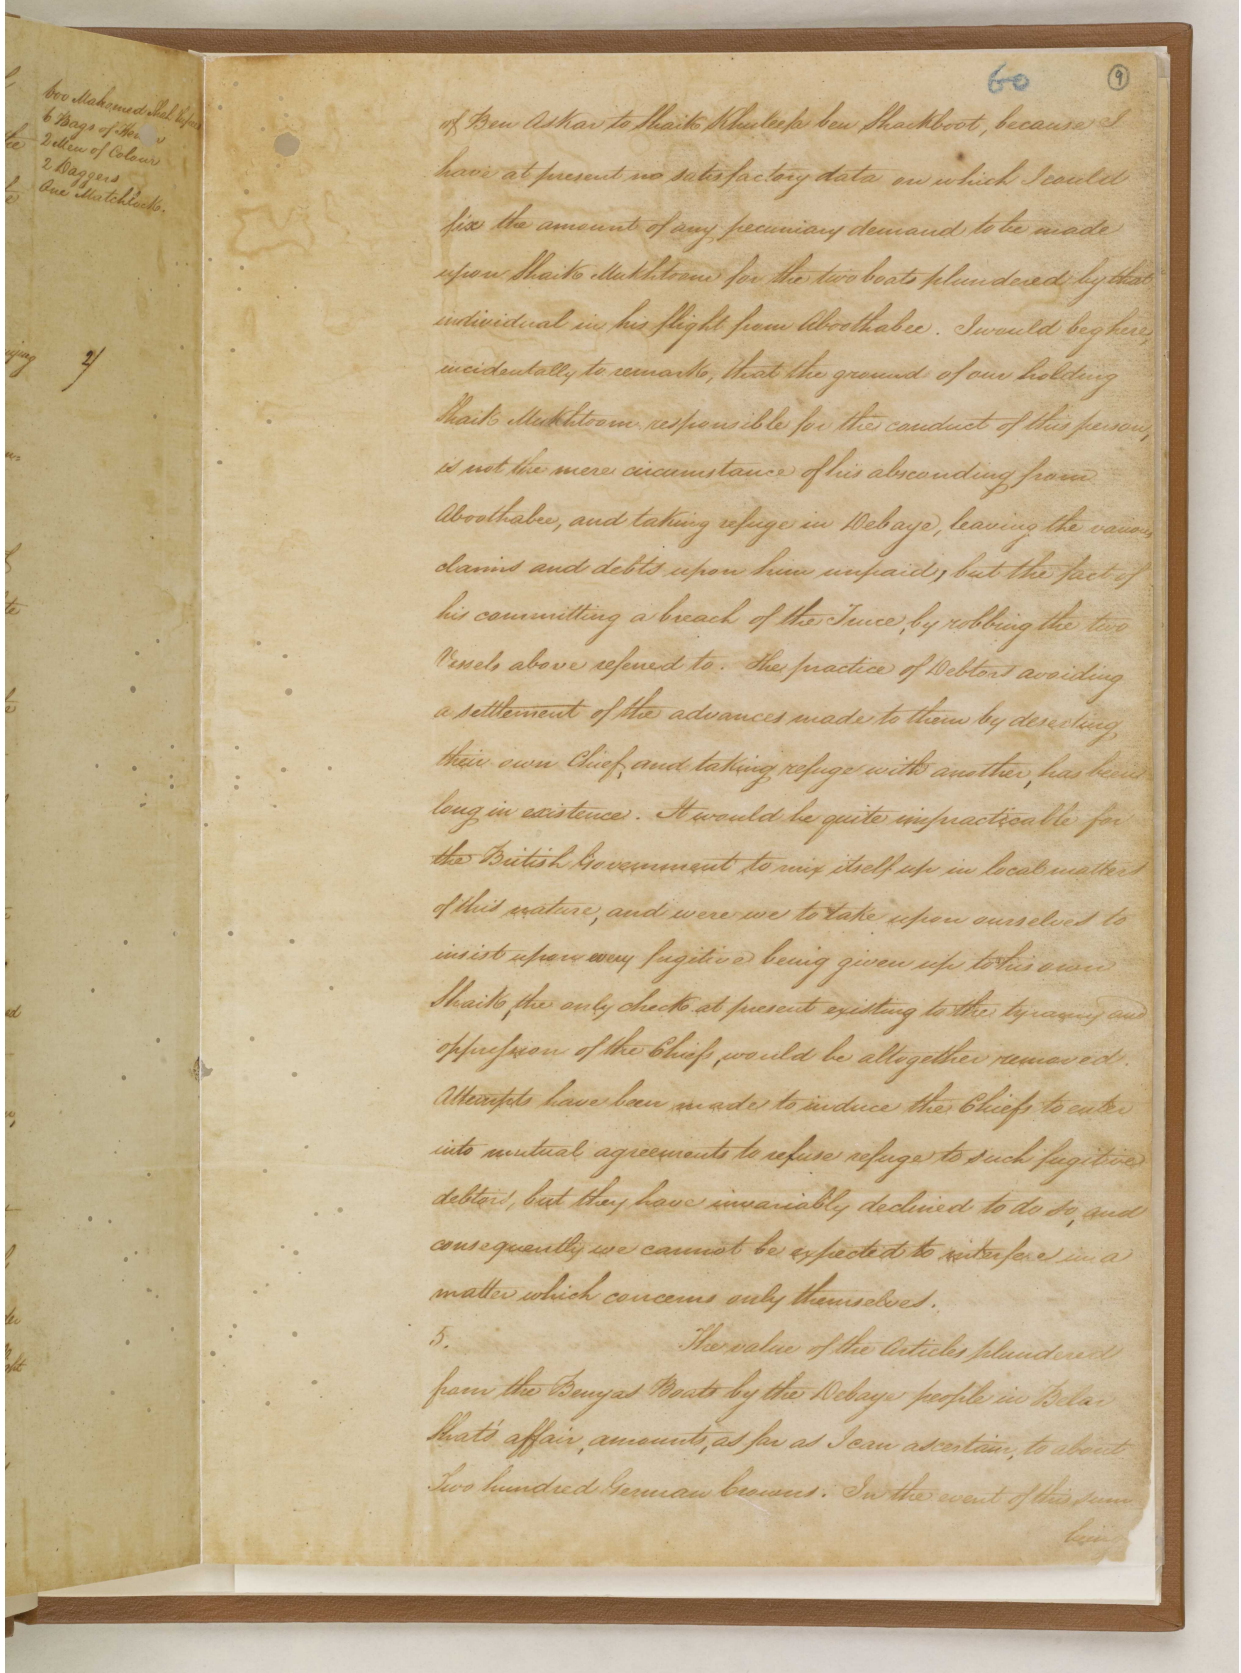 600 Mahomed Shah Rupees
6 Bags of
2 Men of Colour
2 Daggers
One Matchlock.
2/
60
9
of Ben Askar to Shaik Khuleefa ben Shackboot, because I
have at present no satisfactory data on which I could
fix the amount of any pecuniary demand to be made
upon Shaik Mukhtoom for the two boats plundered by that
individual in his flight from Aboothabee. I would beg here,
incidentally to remark, that the ground of our holding
Shaik Mukhtoom responsible for the conduct of this person,
is not the mere circumstance of his absconding from
Aboothabee, and taking refuge in Debaye, leaving the various
claims and debts upon him unpaid, but the fact of
his committing a breach of the Truce, by robbing the two
Vessels above referred to. The practice of Debtors avoiding
a settlement of the advances made to them by deserting
their own Chief, and taking refuge with another, has been
long in existence. It would be quite impracticable for
the British Government to mix itself up in local matters
of this nature, and were we to take upon ourselves to
insist upon every fugitive being given up to his own
Shaik, the only check at present existing to the tyranny and
oppression of the Chiefs, would be altogether removed.
Attempts have been made to induce the Chiefs to enter
into mutual agreements to refuse refuge to such fugitive
debtors, but they have invariably declined to do so, and
consequently we cannot be expected to interfere in a
matter which concerns only themselves.
5. The value of the Articles plundered
from the Benyas Boats by the Debaye people in Belar
Shat's affair, amounts, as far as I can ascertain, to about
Two hundred German Crowns. In the event of this sum
being